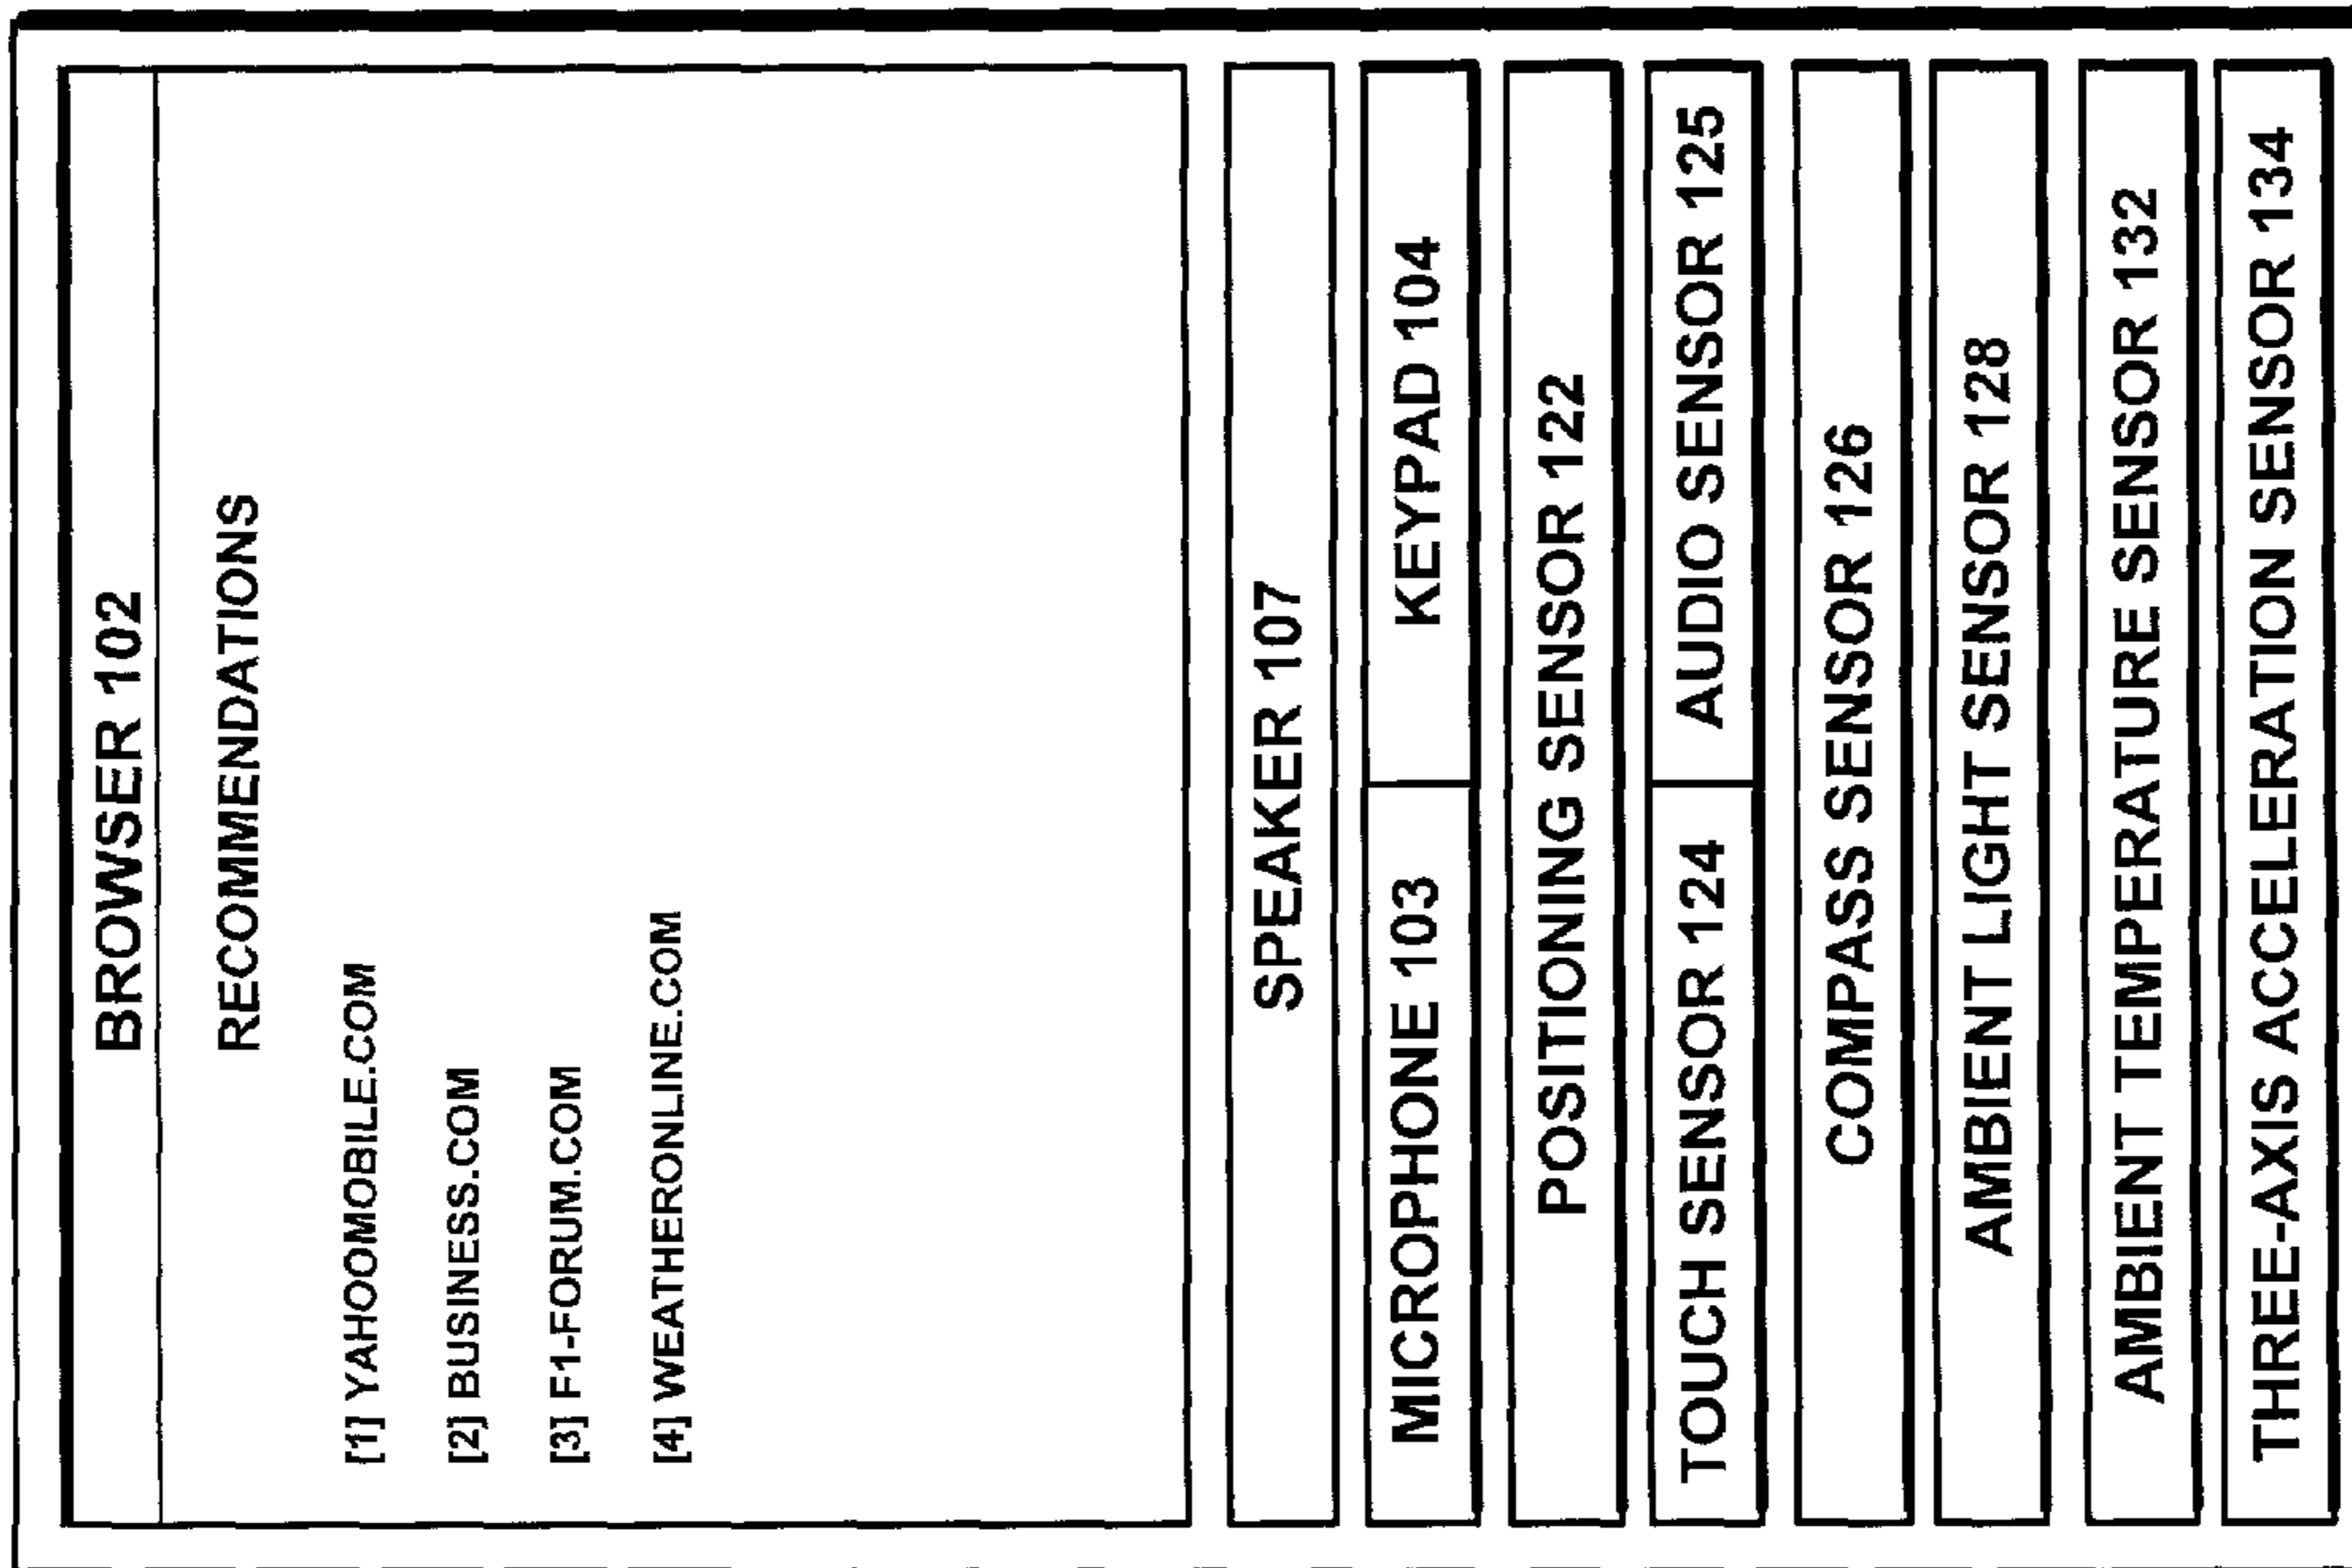 BROWSER 102
RECOMMENDATIONS
[1] YAHOOMOBILE.COM
[2] BUSINESS.COM
[3] F1-FORUM.COM
[4] WEATHERONLINE.COM
SPEAKER 107
MICROPHONE 103 KEYPAD 104
POSITIONING SENSOR 122
TOUCH SENSOR 124 AUDIO SENSOR 125
COMPASS SENSOR 126
AMBIENT LIGHT SENSOR 128
AMBIENT TEMPERATURE SENSOR 132
THREE-AXIS ACCELERATION SENSOR 134